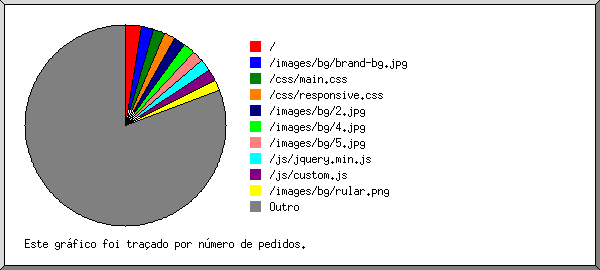 /
/images/bg/brand-bg.jpg
/css/main.css
/css/responsive.css
/images/bg/2.jpg
/images/bg/4.jpg
/images/bg/5.jpg
/js/jquery.min.js
/js/custom.js
/images/bg/rular.png
Outro
Este gráfico foi traçado por número de pedidos.